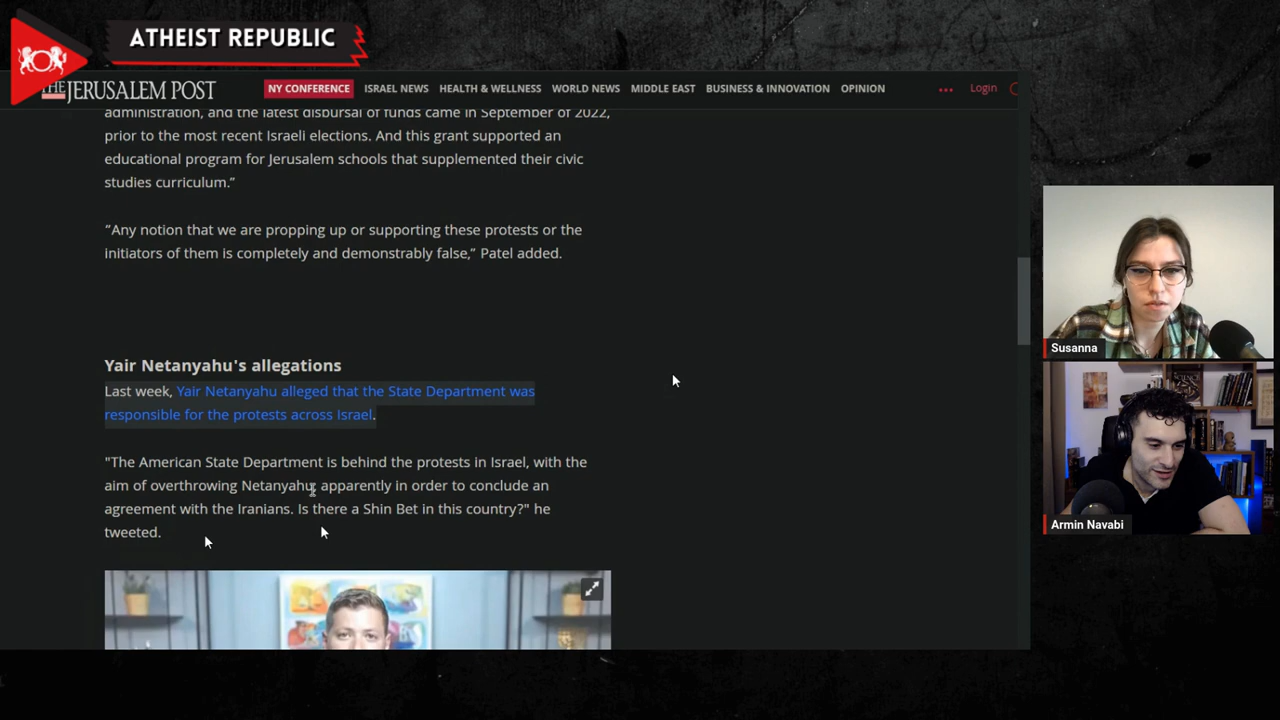 ATHEIST REPUBLIC
THE JERUSALEM POST
NY CONFERENCE ISRAEL NEWS HEALTH & WELLNESS WORLD NEWS MIDDLE EAST BUSINESS & INNOVATION OPINION ••• Login
administration, and the latest disbursal of funds came in September of 2022,
prior to the most recent Israeli elections. And this grant supported an
educational program for Jerusalem schools that supplemented their civic
studies curriculum.”
“Any notion that we are propping up or supporting these protests or the
initiators of them is completely and demonstrably false,” Patel added.
Yair Netanyahu's allegations
Last week, Yair Netanyahu alleged that the State Department was
responsible for the protests across Israel.
"The American State Department is behind the protests in Israel, with the
aim of overthrowing Netanyahu, apparently in order to conclude an
agreement with the Iranians. Is there a Shin Bet in this country?" he
tweeted.
Susanna
Armin Navabi